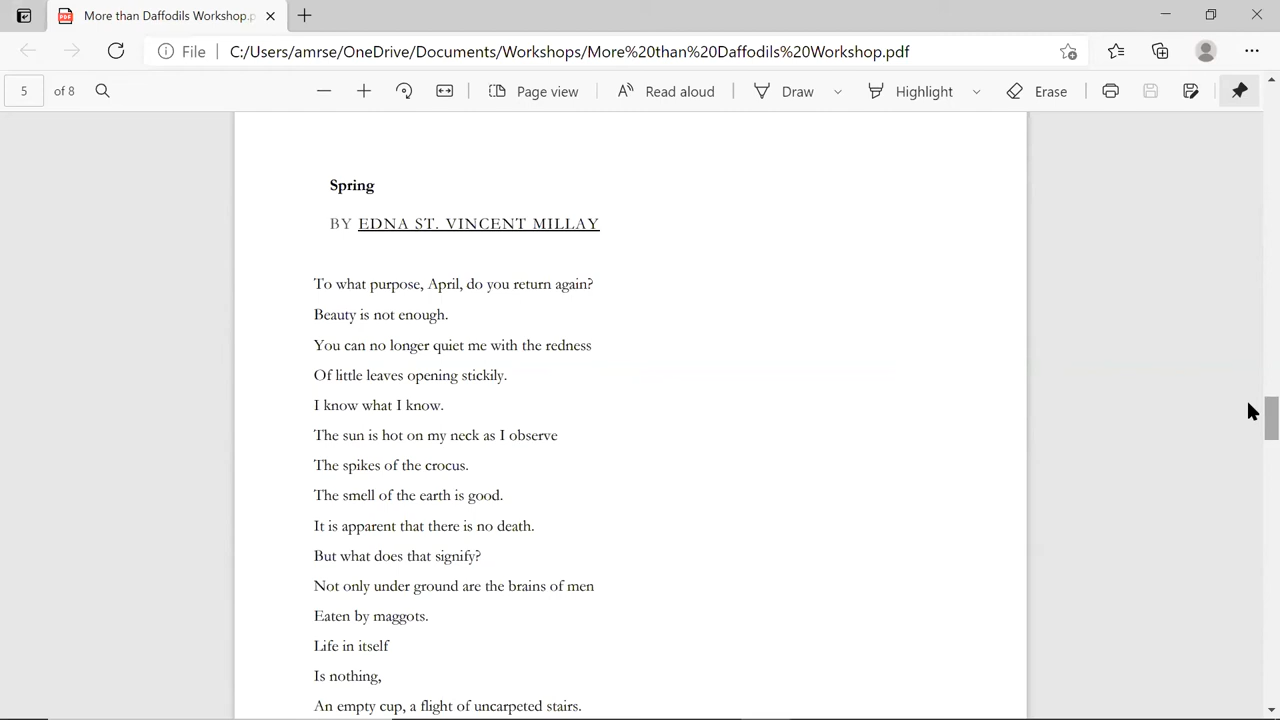 More than Daffodils Workshop.p
File
C:/Users/amrse/OneDrive/Documents/Workshops/More%20than%20Daffodils%20Workshop.pdf
5 of 8
Page view
Read aloud
Draw
Highlight
Erase
Spring
BY EDNA ST. VINCENT MILLAY
To what purpose, April, do you return again?
Beauty is not enough.
You can no longer quiet me with the redness
Of little leaves opening stickily.
I know what I know.
The sun is hot on my neck as I observe
The spikes of the crocus.
The smell of the earth is good.
It is apparent that there is no death.
But what does that signify?
Not only under ground are the brains of men
Eaten by maggots.
Life in itself
Is nothing,
An empty cup, a flight of uncarpeted stairs.